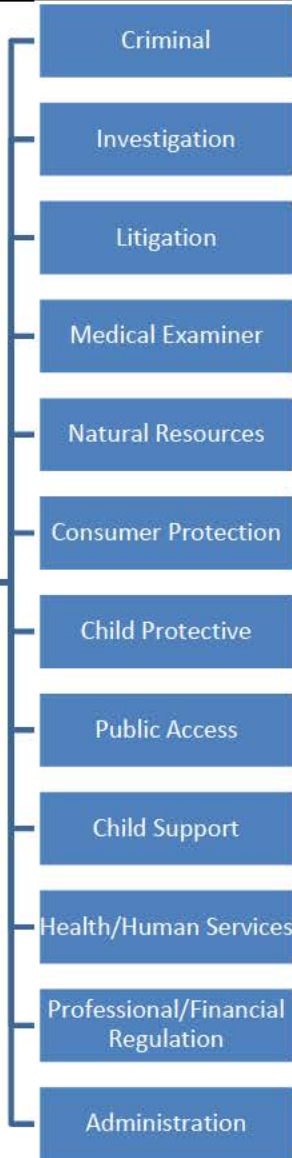 Criminal
Investigation
Litigation
Medical Examiner
Natural Resources
Consumer Protection
Child Protective
Public Access
Child Support
Health/Human Services
Professional/Financial
Regulation
Administration